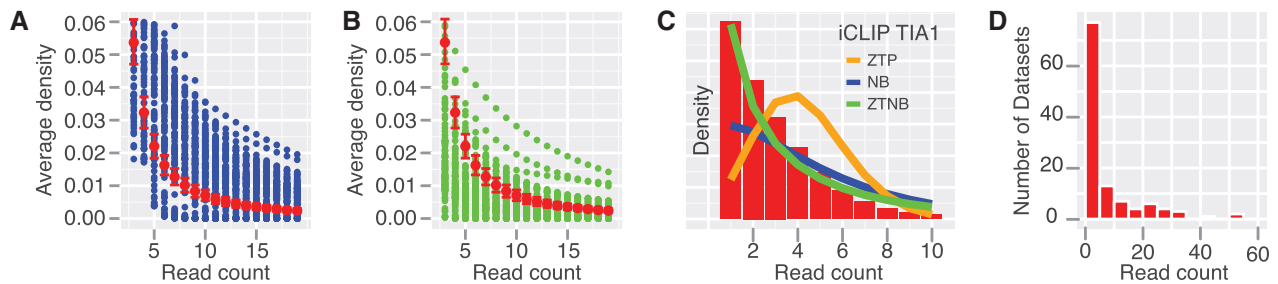 A
Average density
0.06
0.05
0.04
0.03
0.02
0.01
0.00
5 10 15
Read count
B
Average density
0.06
0.05
0.04
0.03
0.02
0.01
0.00
5 10 15
Read count
C
Density
iCLIP TIA1
ZTP
NB
ZTNB
2 4 6 8 10
Read count
D
Number of Datasets
60
40
20
0
0 20 40 60
Read count